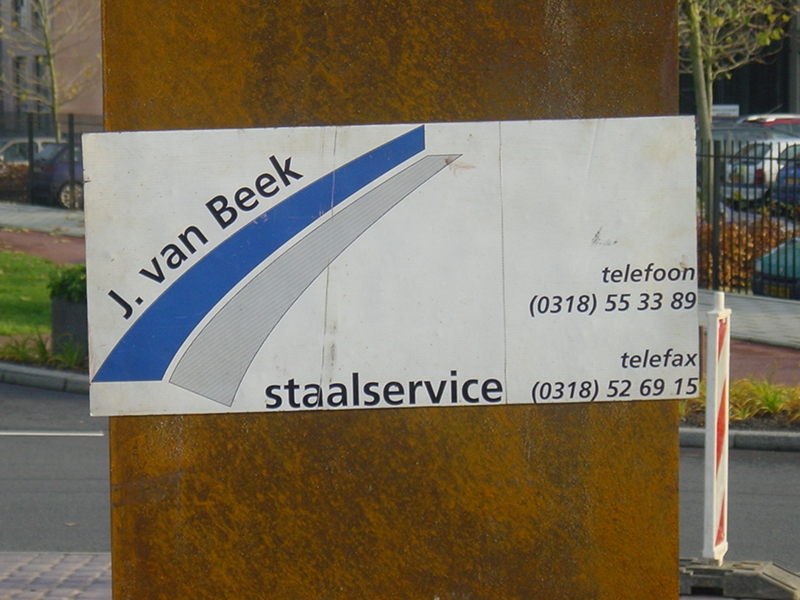 J. van Beek
staalservice
telefoon
(0318) 55 33 89
telefax
(0318) 52 69 15